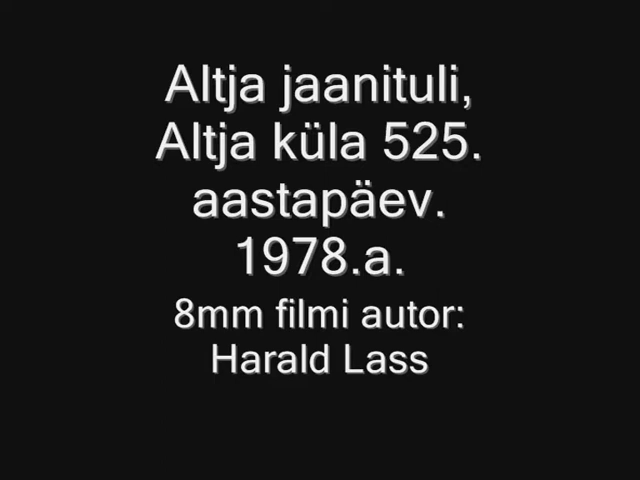 Altja jaanituli,
Altja küla 525.
aastapäev.
1978.a.
8mm filmi autor:
Harald Lass